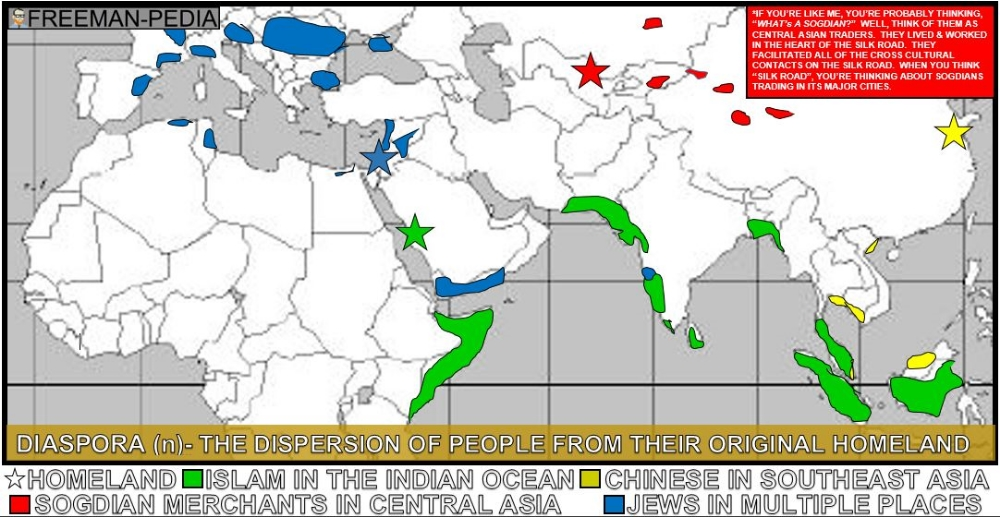 FREEMAN-PEDIA
*IF YOU'RE LIKE ME, YOU'RE PROBABLY THINKING,
"WHAT's A SOGDIAN?" WELL, THINK OF THEM AS
CENTRAL ASIAN TRADERS. THEY LIVED & WORKED
IN THE HEART OF THE SILK ROAD. THEY
FACILITATED ALL OF THE CROSS CULTURAL
CONTACTS ON THE SILK ROAD. WHEN YOU THINK
"SILK ROAD", YOU'RE THINKING ABOUT SOGDIANS
TRADING IN ITS MAJOR CITIES.
DIASPORA (n)- THE DISPERSION OF PEOPLE FROM THEIR ORIGINAL HOMELAND
HOMELAND ISLAM IN THE INDIAN OCEAN CHINESE IN SOUTHEAST ASIA
SOGDIAN MERCHANTS IN CENTRAL ASIA JEWS IN MULTIPLE PLACES